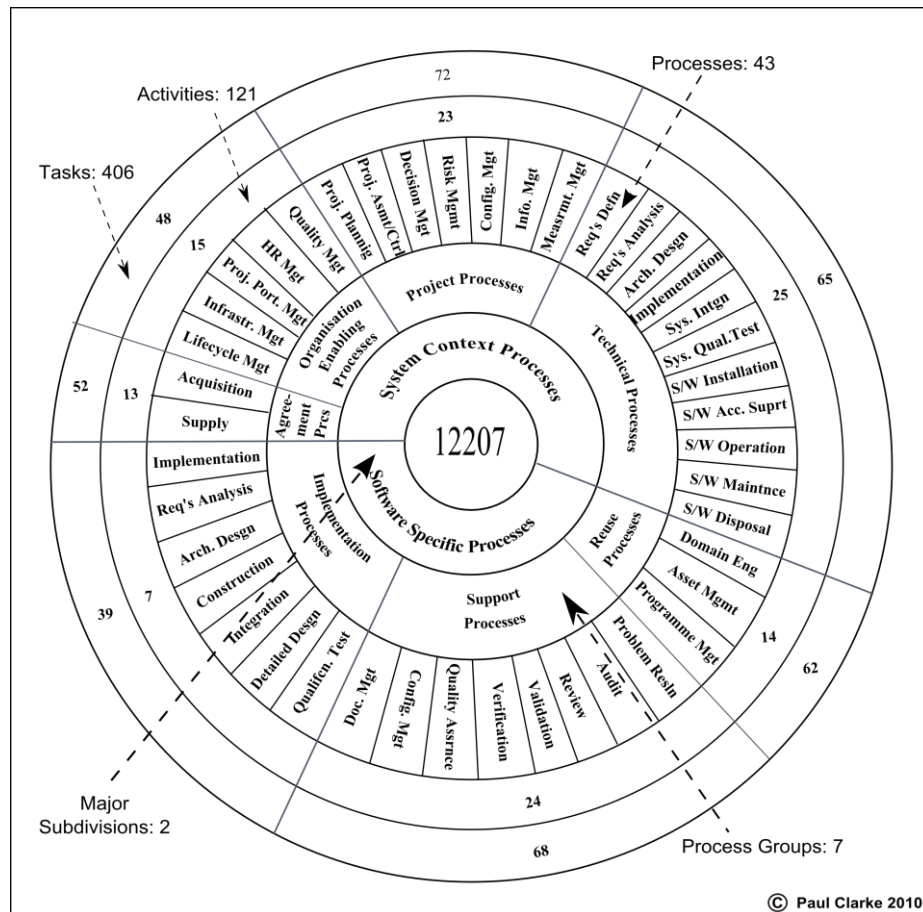 Processes: 43
Activities: 121
Tasks: 406
72
23
48
15
52
13
39
7
68
24
62
14
65
25
12207
System Context Processes
Software Specific Processes
Project Processes
Technical Processes
Reuse
Processes
Support
Processes
Implementation
Processes
Agree-
ment
Prcs
Organisation
Enabling
Processes
Proj. Plannig
Proj. Asmt/Ctrl
Decision Mgt
Risk Mgmt
Config. Mgt
Info. Mgt
Measrmt. Mgt
Req's Defn
Req's Analysis
Arch. Desgn
Implementation
Sys. Intgn
Sys. Qual.Test
S/W Installation
S/W Acc. Suprt
S/W Operation
S/W Maintnce
S/W Disposal
Domain Eng
Asset Mgmt
Programme Mgt
Problem Resln
Audit
Review
Validation
Verification
Quality Assrnce
Config. Mgt
Doc. Mgt
Qualifcn. Test
Detailed Desgn
Integration
Construction
Arch. Desgn
Req's Analysis
Implementation
Supply
Acquisition
Lifecycle Mgt
Infrastr. Mgt
Proj. Port. Mgt
HR Mgt
Quality Mgt
Major
Subdivisions: 2
Process Groups: 7
© Paul Clarke 2010